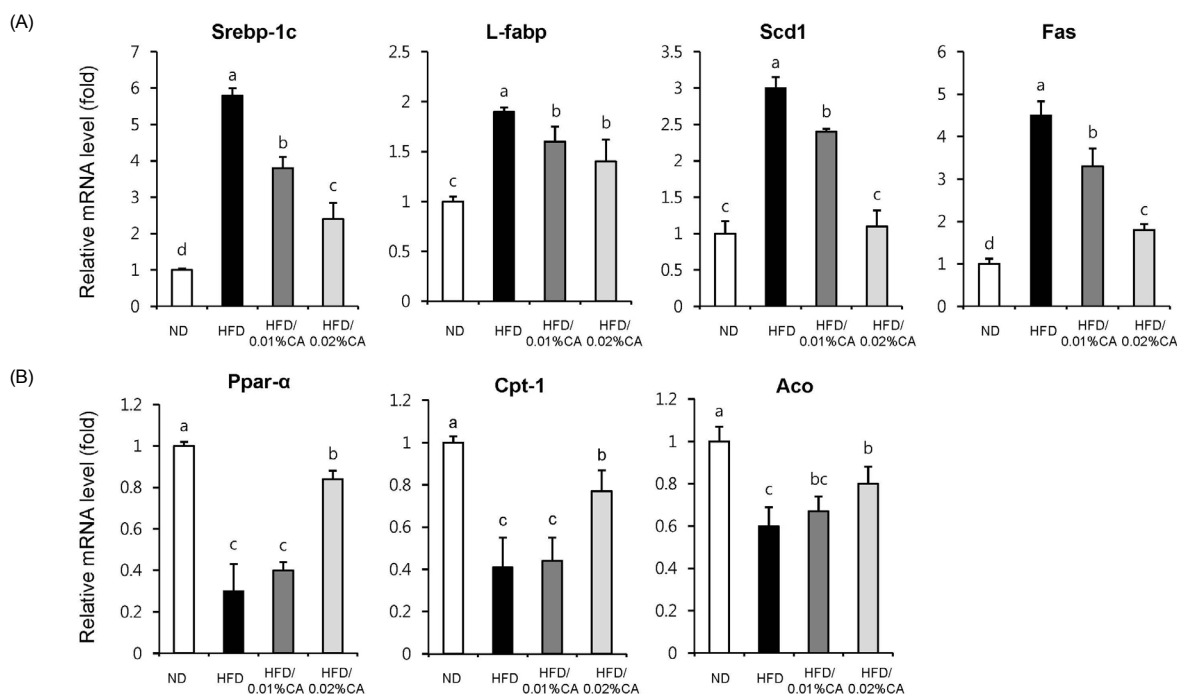 (A)
Srebp-1c
Relative mRNA level (fold)
7
6
5
4
3
2
1
0
d
a
b
c
ND
HFD
HFD/
0.01%CA
HFD/
0.02%CA
L-fabp
2.5
2
1.5
1
0.5
0
c
a
b
b
ND
HFD
HFD/
0.01%CA
HFD/
0.02%CA
Scd1
3.5
3
2.5
2
1.5
1
0.5
0
c
a
b
c
ND
HFD
HFD/
0.01%CA
HFD/
0.02%CA
Fas
7
6
5
4
3
2
1
0
d
a
b
c
ND
HFD
HFD/
0.01%CA
HFD/
0.02%CA
(B)
Ppar-α
Relative mRNA level (fold)
1.2
1
0.8
0.6
0.4
0.2
0
a
c
c
b
ND
HFD
HFD/
0.01%CA
HFD/
0.02%CA
Cpt-1
1.2
1
0.8
0.6
0.4
0.2
0
a
c
c
b
ND
HFD
HFD/
0.01%CA
HFD/
0.02%CA
Aco
1.2
1
0.8
0.6
0.4
0.2
0
a
c
bc
b
ND
HFD
HFD/
0.01%CA
HFD/
0.02%CA